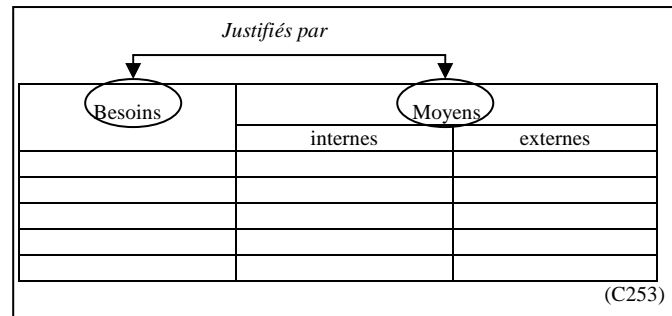 Justifiés par
Besoins Moyens
internes externes
(C253)